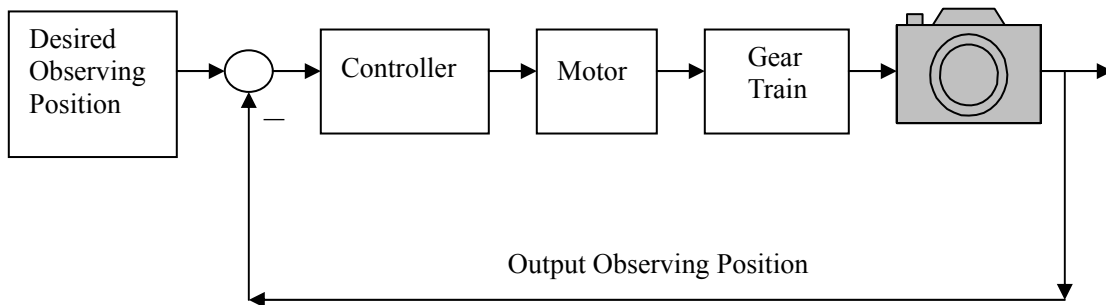 Desired
Observing
Position
Controller
Motor
Gear
Train
—
Output Observing Position